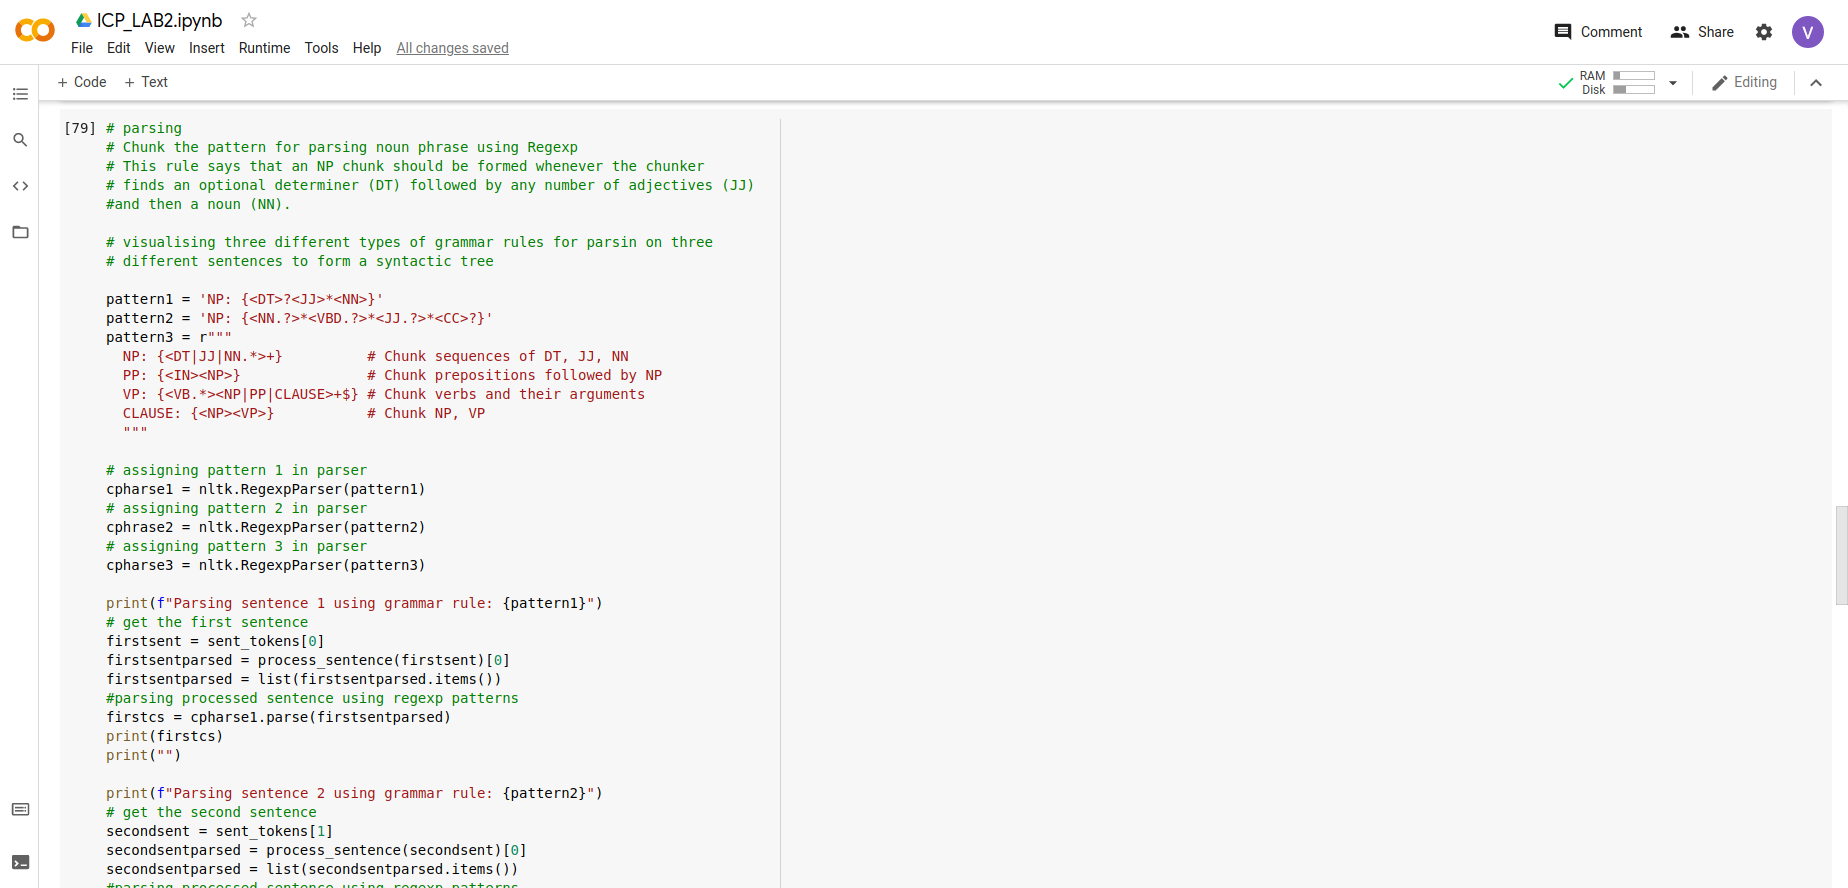 ICP_LAB2.ipynb
File Edit View Insert Runtime Tools Help All changes saved
Comment Share V
+ Code + Text
RAM
Disk
Editing
[79] # parsing
# Chunk the pattern for parsing noun phrase using Regexp
# This rule says that an NP chunk should be formed whenever the chunker
# finds an optional determiner (DT) followed by any number of adjectives (JJ)
#and then a noun (NN).
# visualising three different types of grammar rules for parsin on three
# different sentences to form a syntactic tree
pattern1 = 'NP: {<DT>?<JJ>*<NN>}'
pattern2 = 'NP: {<NN.?>*<VBD.?>*<JJ.?>*<CC>?}'
pattern3 = r"""
NP: {<DT|JJ|NN.*>+} # Chunk sequences of DT, JJ, NN
PP: {<IN><NP>} # Chunk prepositions followed by NP
VP: {<VB.*><NP|PP|CLAUSE>+$} # Chunk verbs and their arguments
CLAUSE: {<NP><VP>} # Chunk NP, VP
"""
# assigning pattern 1 in parser
cpharse1 = nltk.RegexpParser(pattern1)
# assigning pattern 2 in parser
cphrase2 = nltk.RegexpParser(pattern2)
# assigning pattern 3 in parser
cpharse3 = nltk.RegexpParser(pattern3)
print(f"Parsing sentence 1 using grammar rule: {pattern1}")
# get the first sentence
firstsent = sent_tokens[0]
firstsentparsed = process_sentence(firstsent)[0]
firstsentparsed = list(firstsentparsed.items())
#parsing processed sentence using regexp patterns
firstcs = cpharse1.parse(firstsentparsed)
print(firstcs)
print("")
print(f"Parsing sentence 2 using grammar rule: {pattern2}")
# get the second sentence
secondsent = sent_tokens[1]
secondsentparsed = process_sentence(secondsent)[0]
secondsentparsed = list(secondsentparsed.items())
#parsing processed sentence using regexp patterns